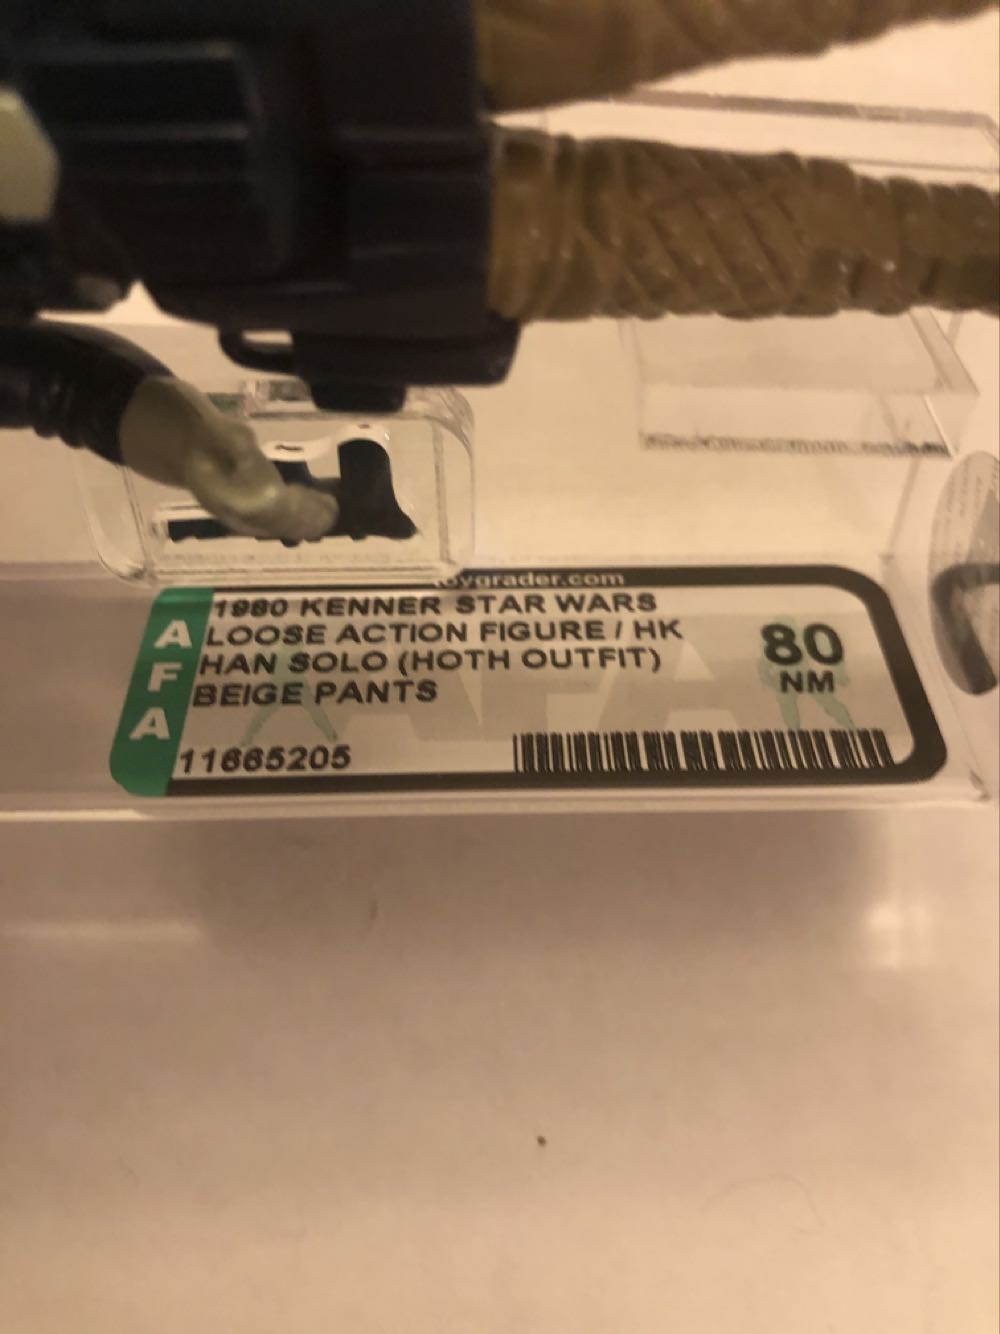 toygrader.com
AFA
1980 KENNER STAR WARS
LOOSE ACTION FIGURE / HK
HAN SOLO (HOTH OUTFIT)
BEIGE PANTS
80
NM
11665205